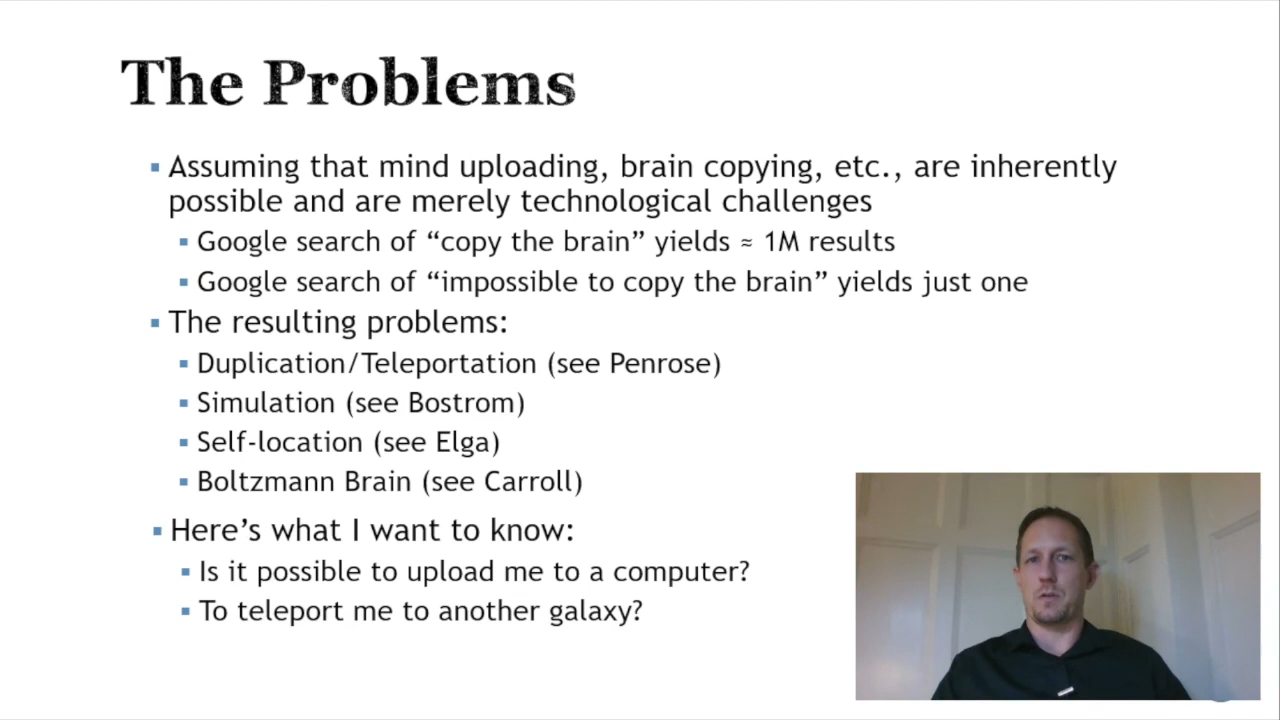 The Problems
▪ Assuming that mind uploading, brain copying, etc., are inherently
possible and are merely technological challenges
▪ Google search of “copy the brain” yields ≈ 1M results
▪ Google search of “impossible to copy the brain” yields just one
▪ The resulting problems:
▪ Duplication/Teleportation (see Penrose)
▪ Simulation (see Bostrom)
▪ Self-location (see Elga)
▪ Boltzmann Brain (see Carroll)
▪ Here’s what I want to know:
▪ Is it possible to upload me to a computer?
▪ To teleport me to another galaxy?